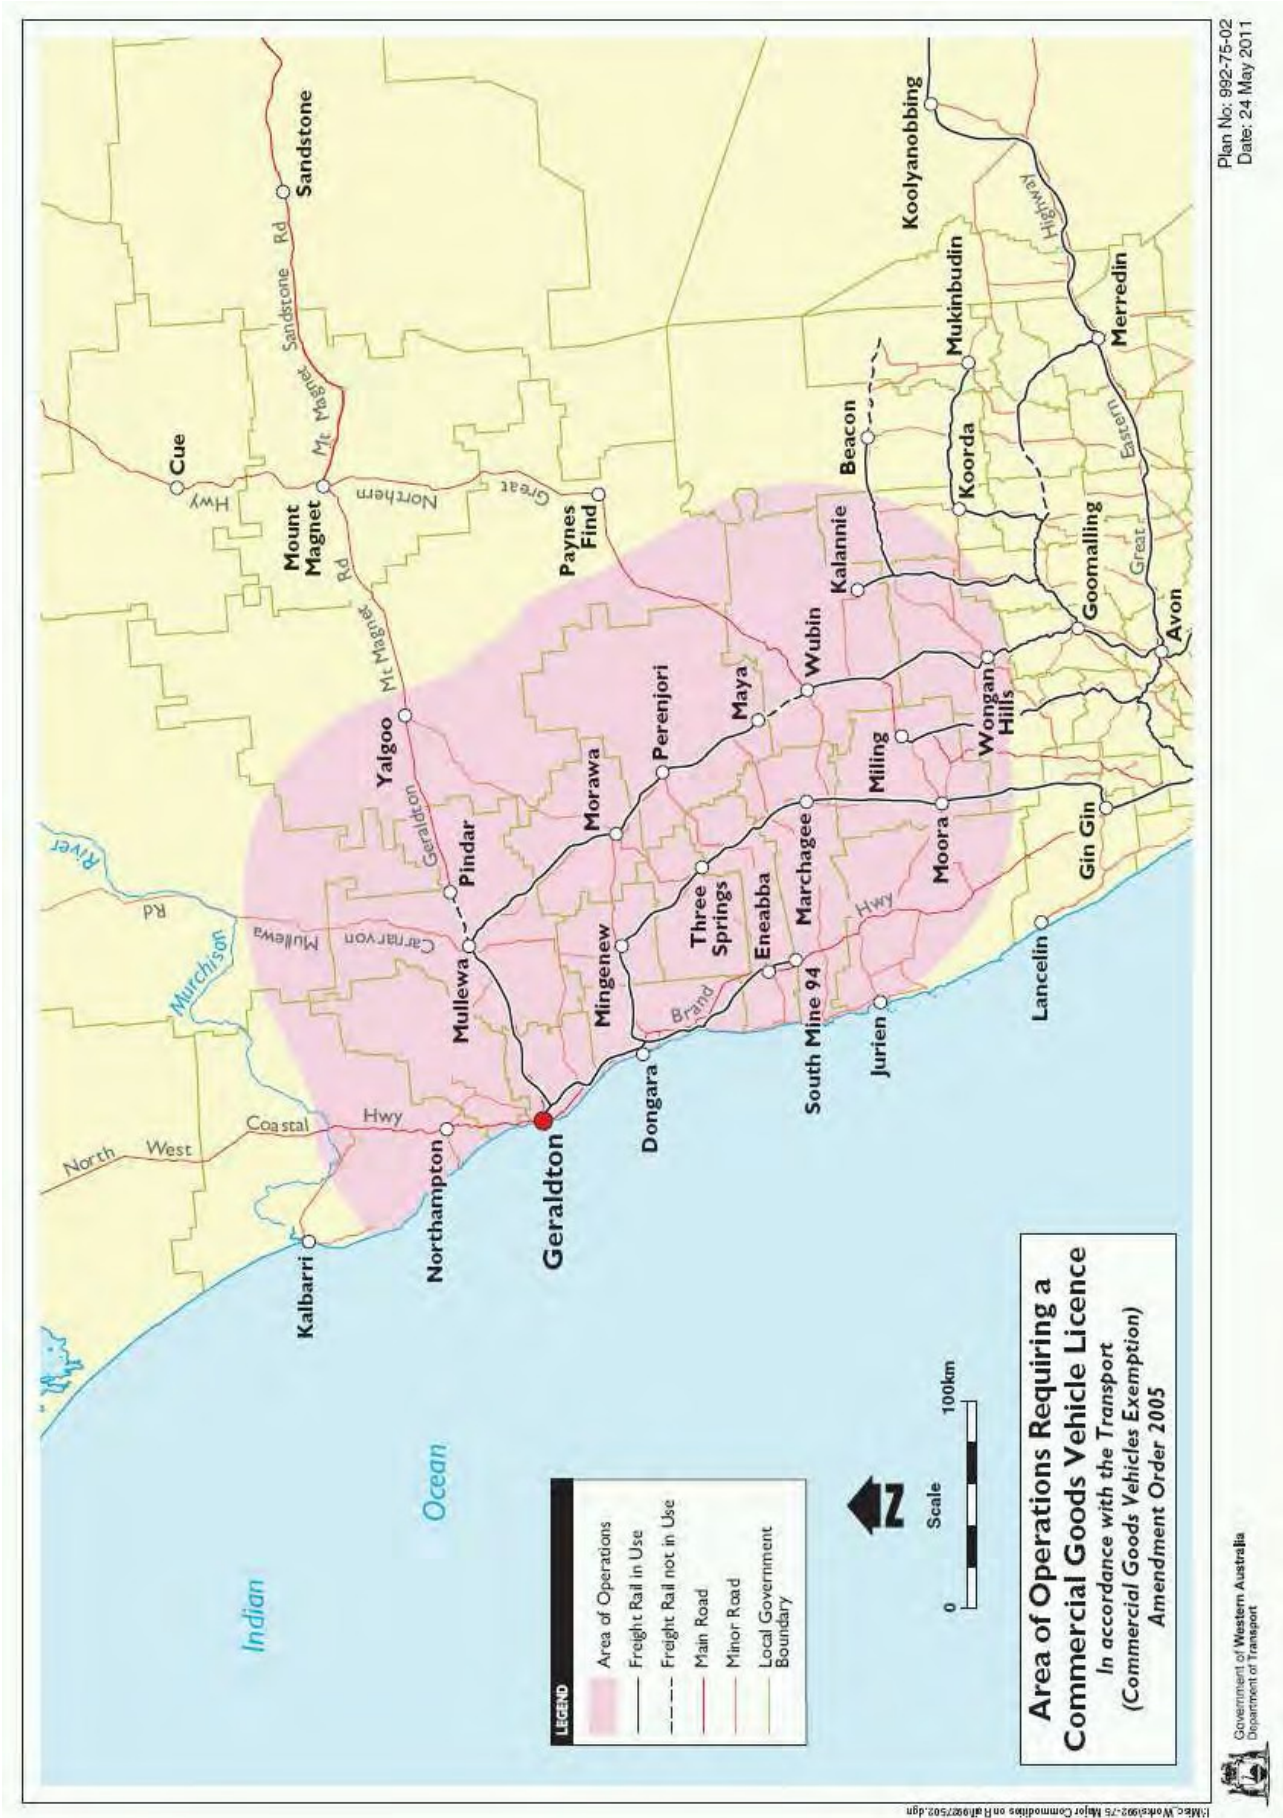 Plan No: 992-75-02
Date: 24 May 2011
Sandstone
Sandstone Rd
Mt Magnet
Cue
Hwy
Mount
Magnet
Great
Northern
Paynes
Find
Rd
Mt Magnet
Geraldton
Yalgoo
Pindar
River
Murchison
Rd
Mullewa
Carnarvon
Mullewa
North
West
Coastal
Hwy
Kalbarri
Northampton
Geraldton
Dongara
Mingenew
Morawa
Perenjori
Maya
Wubin
Three
Springs
Eneabba
Marchagee
South Mine 94
Brand
Hwy
Jurien
Lancelin
Moora
Miling
Gin Gin
Wongan
Hills
Kalannie
Beacon
Koorda
Mukinbudin
Koolyanobbing
Highway
Merredin
Eastern
Great
Goomalling
Avon
Indian
Ocean
LEGEND
Area of Operations
Freight Rail in Use
Freight Rail not in Use
Main Road
Minor Road
Local Government
Boundary
N
Scale
0
100km
Area of Operations Requiring a
Commercial Goods Vehicle Licence
In accordance with the Transport
(Commercial Goods Vehicles Exemption)
Amendment Order 2005
Government of Western Australia
Department of Transport